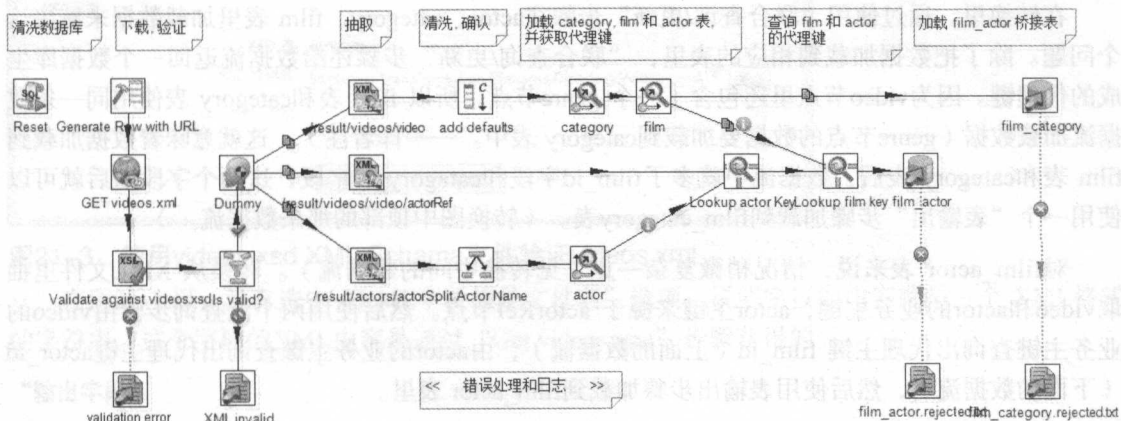 清洗数据库
下载,验证
抽取
清洗,确认
加载 category, film 和 actor 表,
并获取代理键
查询 film 和 actor
的代理键
加载 film_actor 桥接表
Reset
Generate Row with URL
/result/videos/video
add defaults
category
film
film_category
GET videos.xml
Dummy
/result/videos/video/actorRef
Lookup actor Key
Lookup film key
film_actor
Validate against videos.xsd
Is valid?
/result/actors/actor
Split Actor Name
actor
<< 错误处理和日志 >>
validation error
XML invalid
film_actor.rejected.txt
film_category.rejected.txt